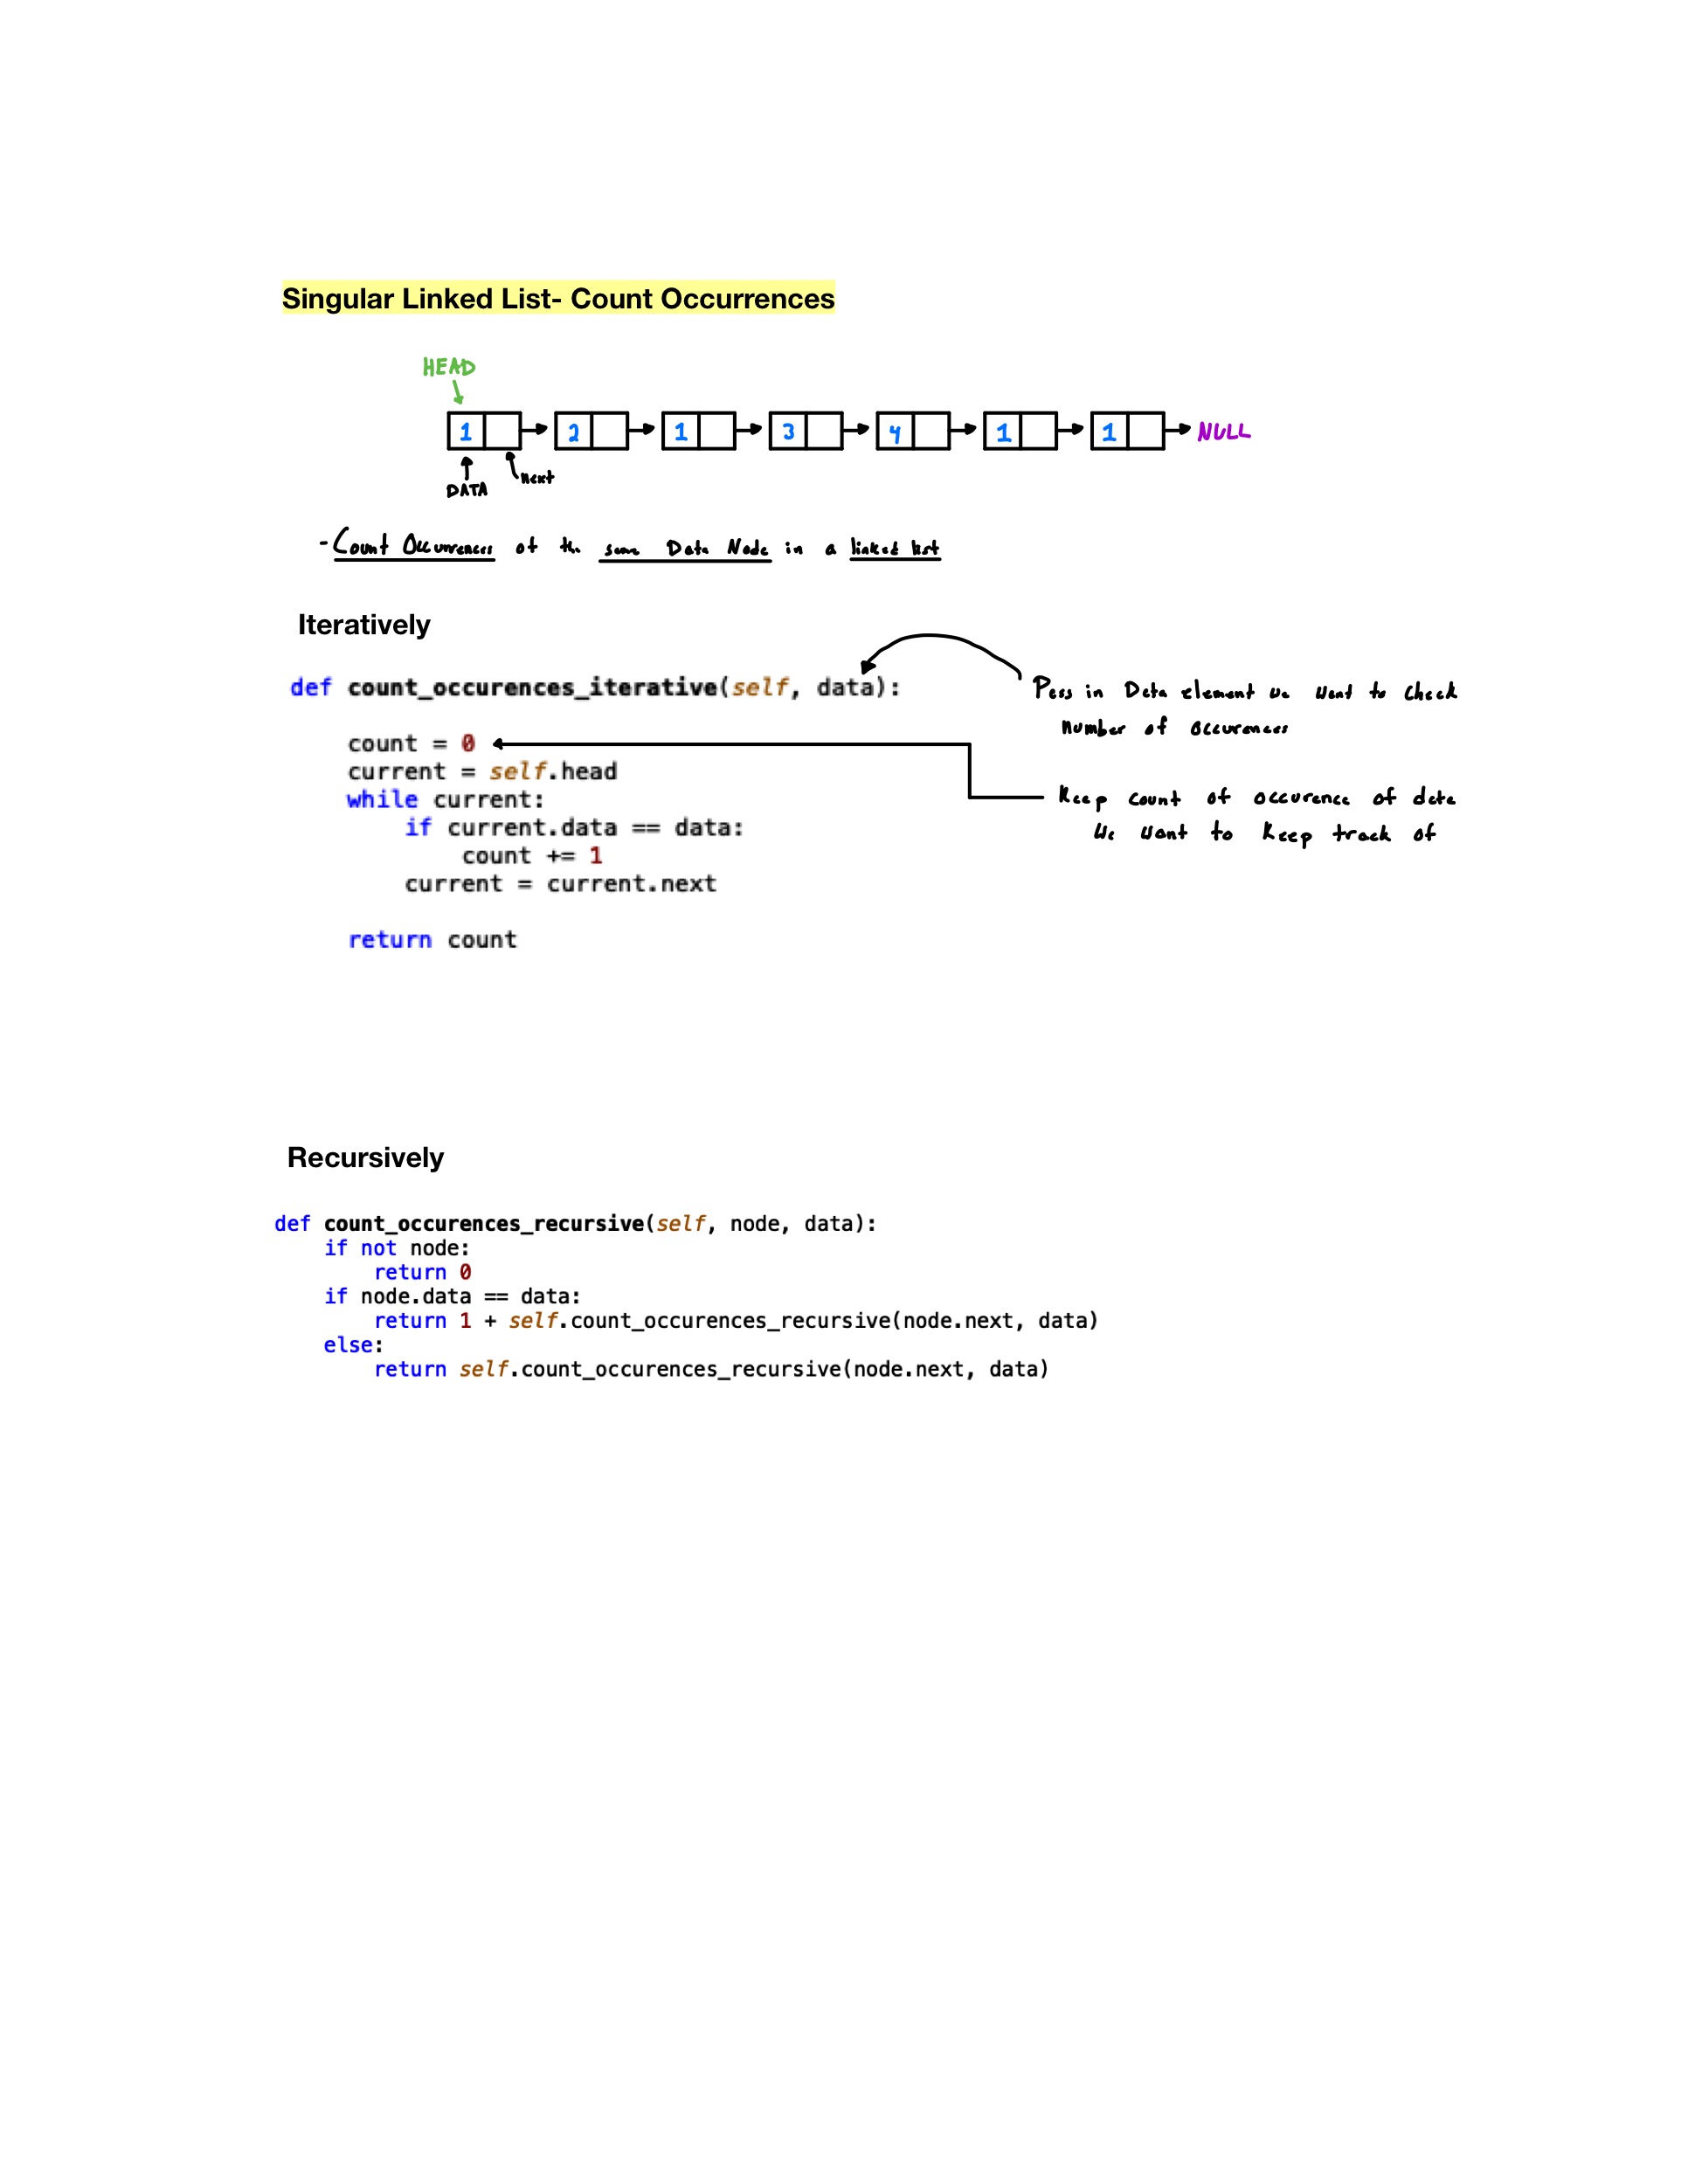 Singular Linked List- Count Occurrences
HEAD
1 2 1 3 4 1 1 NULL
DATA next
- Count Occurrences of the same Data Node in a linked list
Iteratively
def count_occurences_iterative(self, data):
Pass in Data element we want to check
number of occurences
count = 0
current = self.head
while current:
Keep count of occurence of data
we want to keep track of
if current.data == data:
count += 1
current = current.next
return count
Recursively
def count_occurences_recursive(self, node, data):
if not node:
return 0
if node.data == data:
return 1 + self.count_occurences_recursive(node.next, data)
else:
return self.count_occurences_recursive(node.next, data)